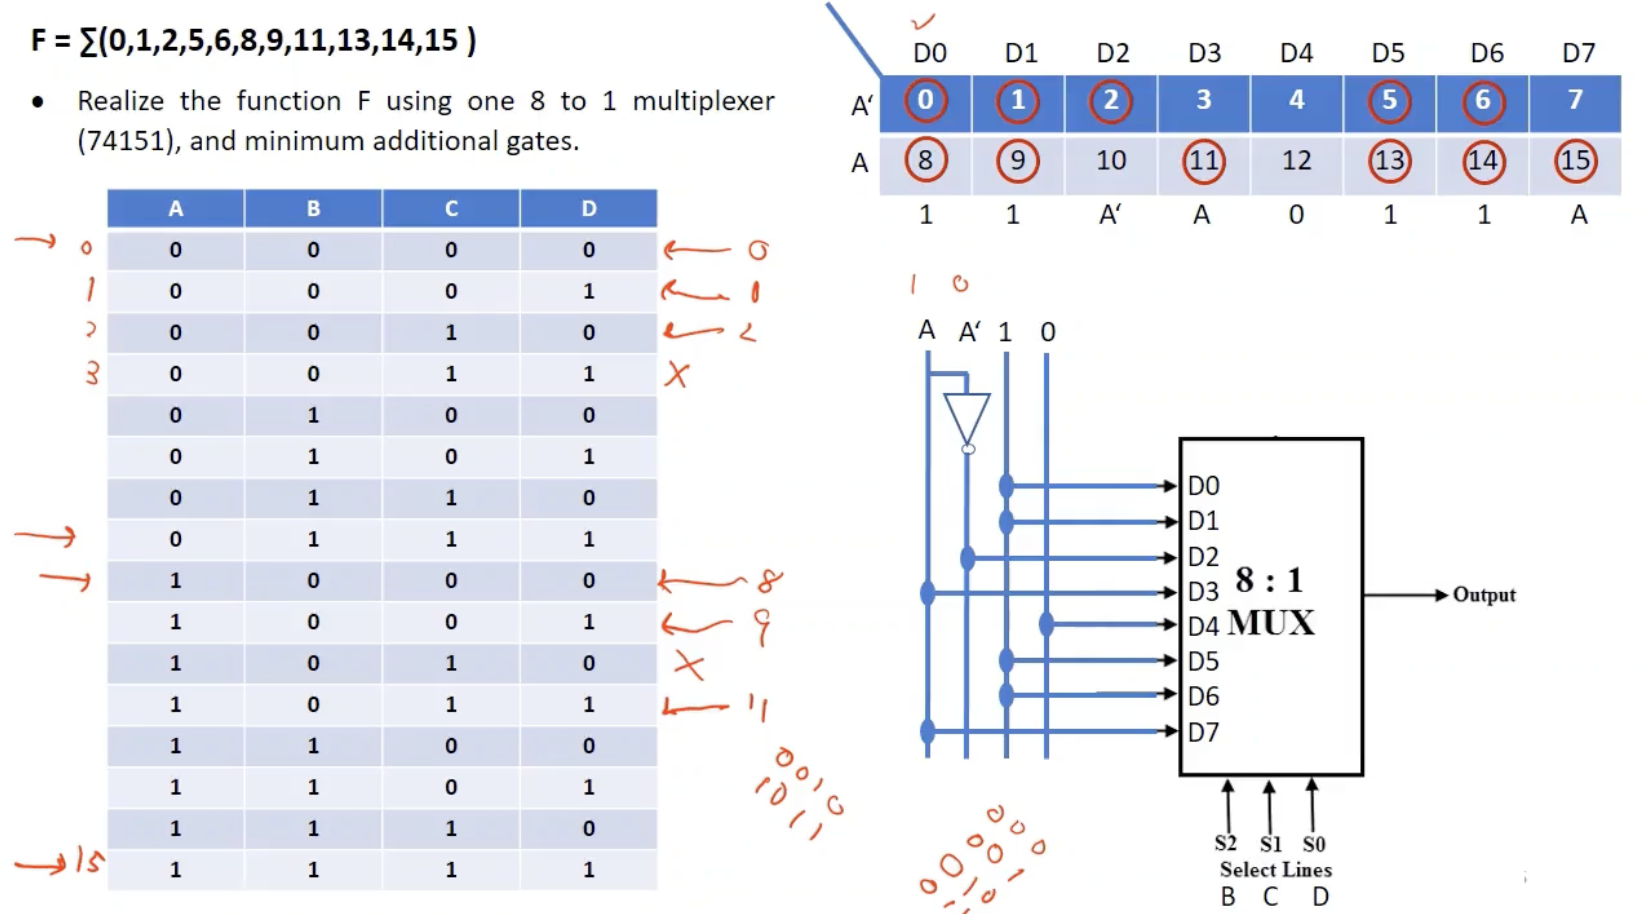 F = ∑(0,1,2,5,6,8,9,11,13,14,15 )
• Realize the function F using one 8 to 1 multiplexer
(74151), and minimum additional gates.
A B C D
0 0 0 0 0 0
1 0 0 0 1
2 0 0 1 0 2
3 0 0 1 1 X
0 1 0 0
0 1 0 1
0 1 1 0
0 1 1 1
1 0 0 0 8
1 0 0 1 9
1 0 1 0 X
1 0 1 1 11
1 1 0 0
1 1 0 1
1 1 1 0
15 1 1 1 1
D0 D1 D2 D3 D4 D5 D6 D7
A‘ 0 1 2 3 4 5 6 7
A 8 9 10 11 12 13 14 15
1 1 A‘ A 0 1 1 A
1 0
A A‘ 1 0
D0
D1
D2
D3
D4
D5
D6
D7
8 : 1
MUX
Output
S2 S1 S0
Select Lines
B C D
0010
1011
000
001
010